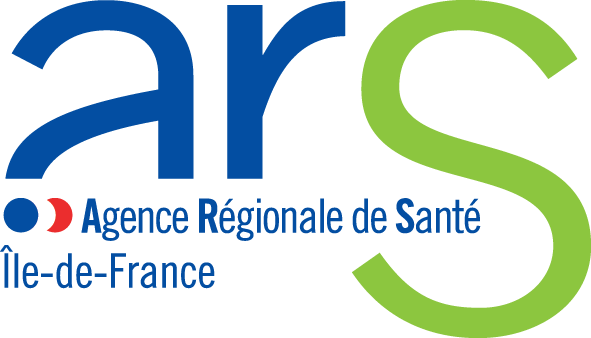 ars
Agence Régionale de Santé
Île-de-France